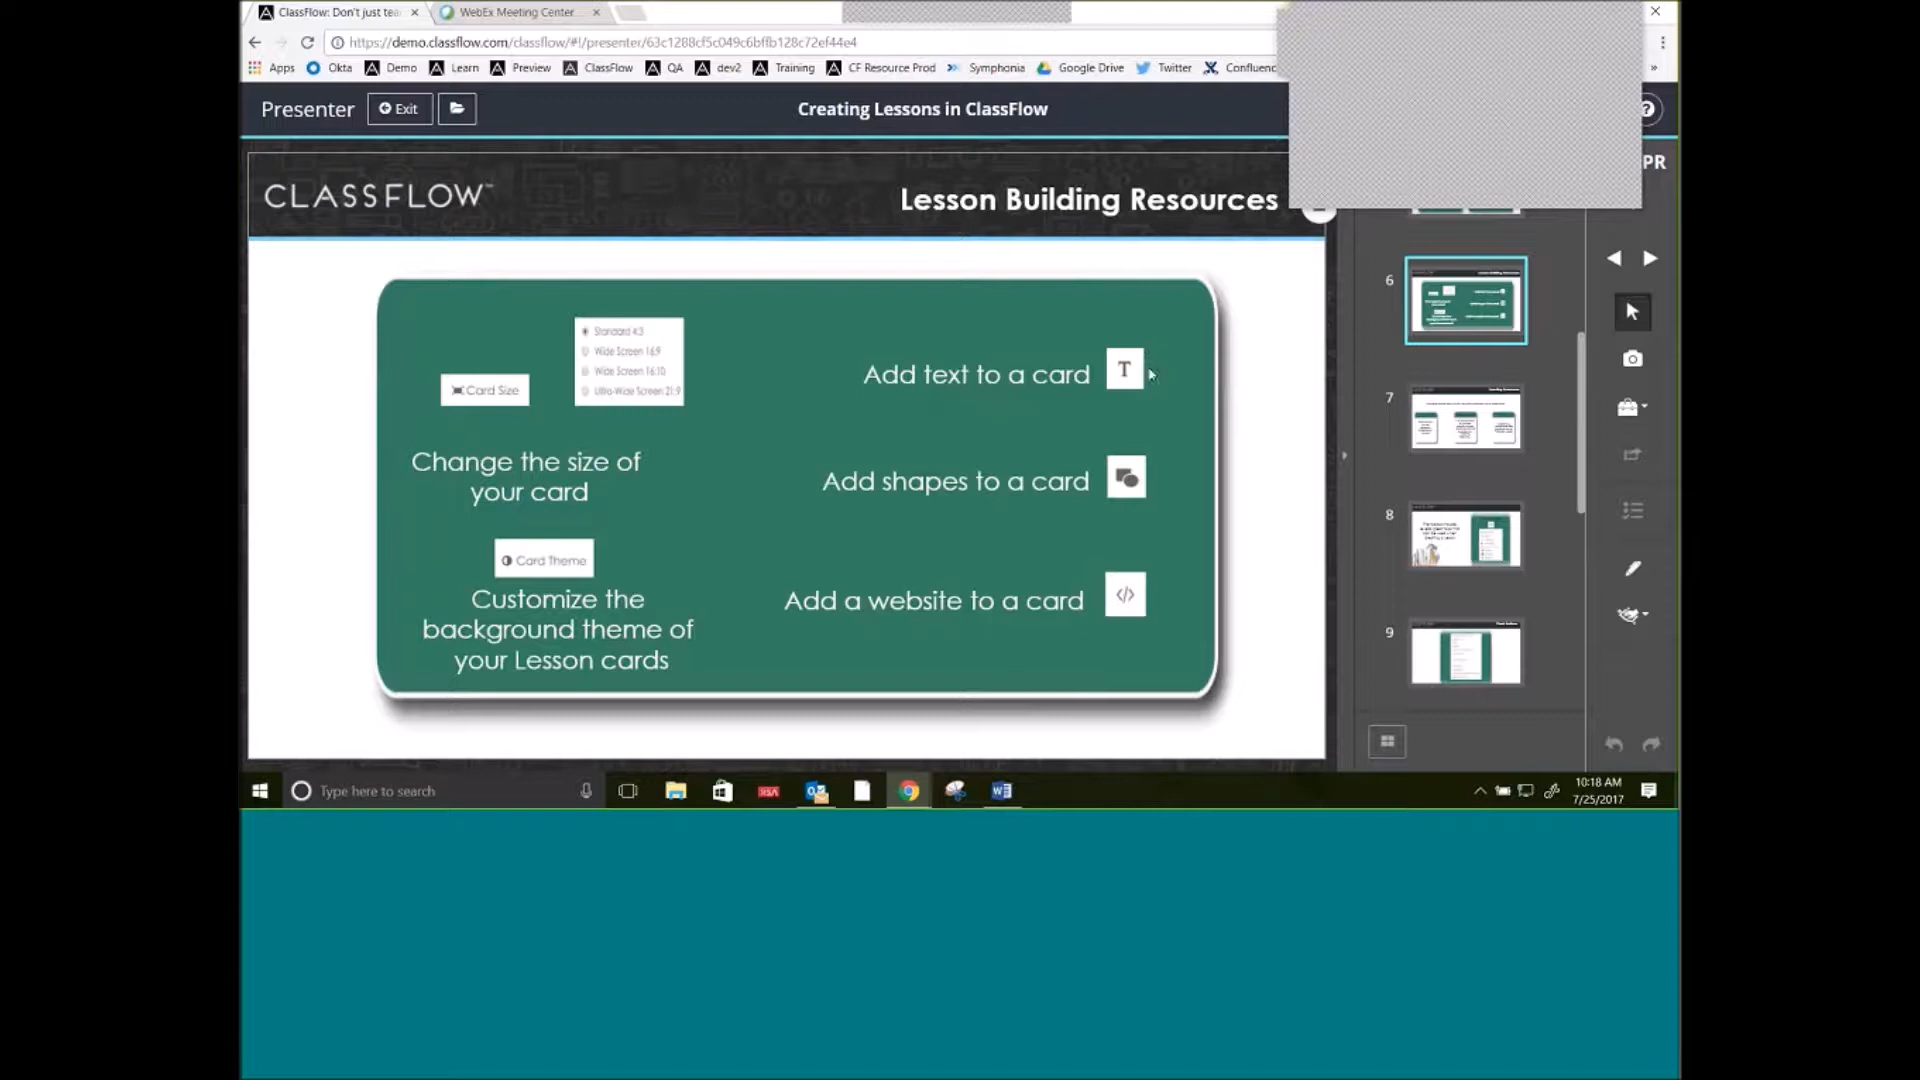 ClassFlow: Don't just tea
WebEx Meeting Center
https://demo.classflow.com/classflow/#!/presenter/63c1288cf5c049c6bffb128c72ef44e4
Apps Okta Demo Learn Preview ClassFlow QA dev2 Training CF Resource Prod Symphonia Google Drive Twitter Confluenc
Presenter Exit Creating Lessons in ClassFlow
PR
CLASSFLOW™ Lesson Building Resources
Standard 4:3
Wide Screen 16:9
Wide Screen 16:10
Ultra-Wide Screen 21:9
Card Size
Change the size of
your card
Card Theme
Customize the
background theme of
your Lesson cards
Add text to a card T
Add shapes to a card
Add a website to a card </>
6
7
8
9
Type here to search
10:18 AM
7/25/2017